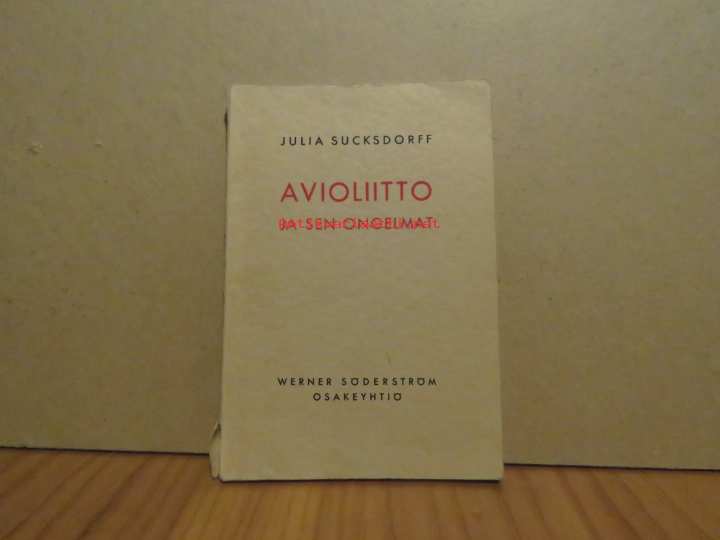 JULIA SUCKSDORFF
AVIOLIITTO
JA SEN ONGELMAT
WERNER SÖDERSTRÖM
OSAKEYHTIÖ